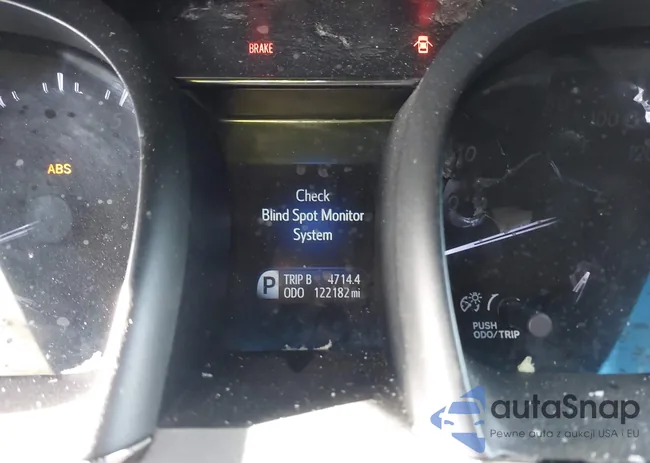 BRAKE
ABS
Check
Blind Spot Monitor
System
P TRIP B 4714.4
ODO 122182 mi
PUSH
ODO/TRIP
autaSnap
Pewne auta z aukcji USA i EU